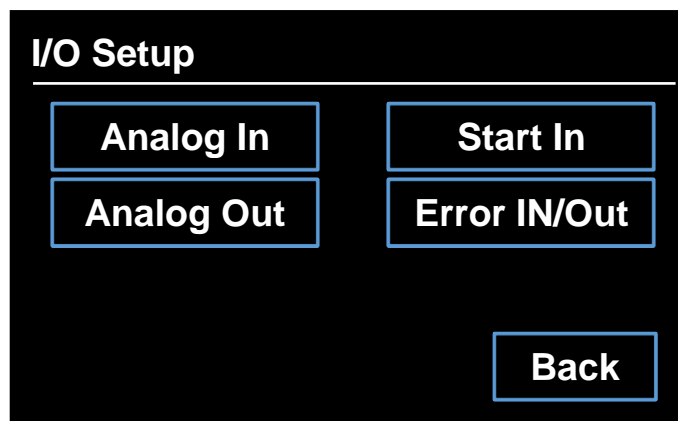 I/O Setup
Analog In
Start In
Analog Out
Error IN/Out
Back